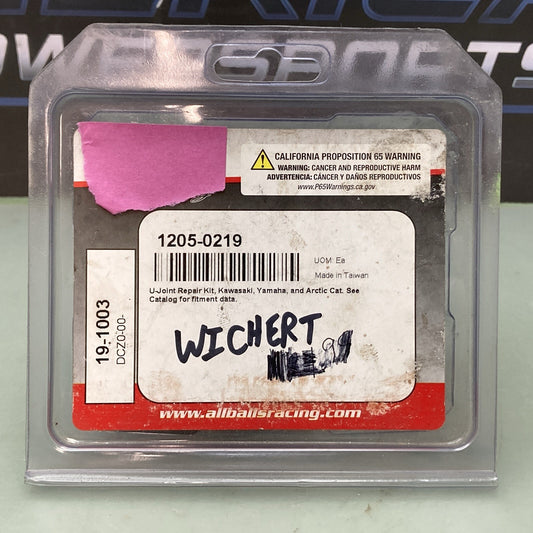 POWERSPORTS
CALIFORNIA PROPOSITION 65 WARNING
WARNING: CANCER AND REPRODUCTIVE HARM
ADVERTENCIA: CÁNCER Y DAÑOS REPRODUCTIVOS
www.P65Warnings.ca.gov
1205-0219
UOM: Ea
Made in Taiwan
U-Joint Repair Kit, Kawasaki, Yamaha, and Arctic Cat. See
Catalog for fitment data.
19-1003
DCZ0-00-
WICHERT
www.allballsracing.com